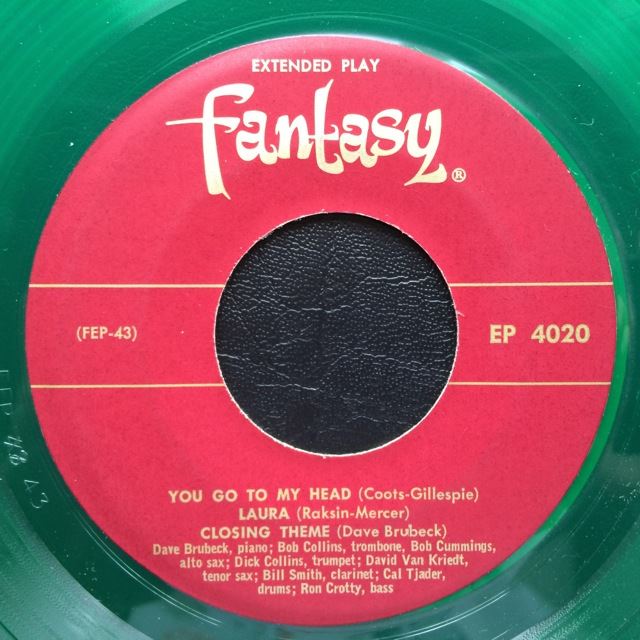 EXTENDED PLAY
fantasy®
(FEP-43)
EP 4020
YOU GO TO MY HEAD (Coots-Gillespie)
LAURA (Raksin-Mercer)
CLOSING THEME (Dave Brubeck)
Dave Brubeck, piano; Bob Collins, trombone, Bob Cummings,
alto sax; Dick Collins, trumpet; David Van Kriedt,
tenor sax; Bill Smith, clarinet; Cal Tjader,
drums; Ron Crotty, bass